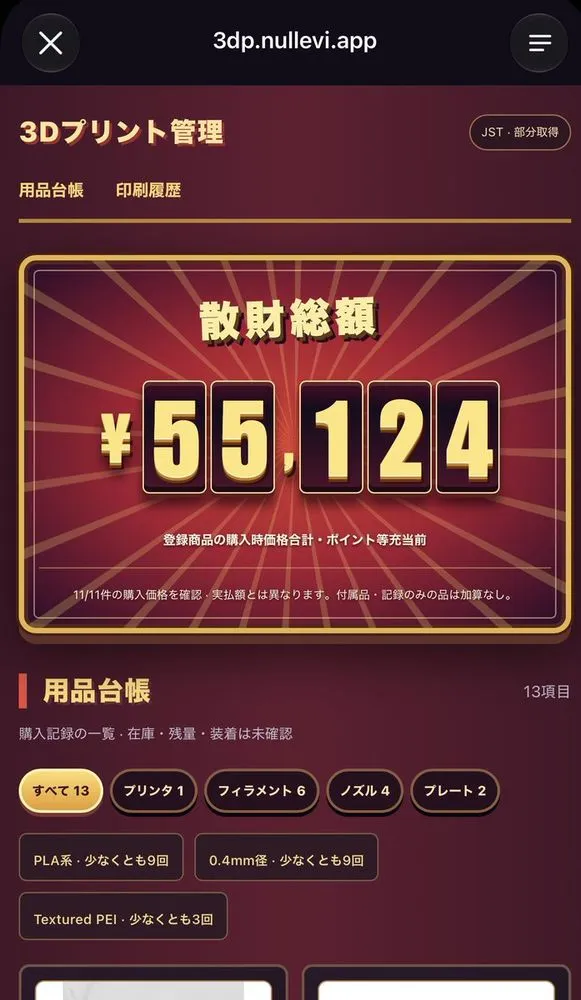 3dp.nullevi.app
3Dプリント管理
JST · 部分取得
用品台帳 印刷履歴
散財総額
¥55,124
登録商品の購入時価格合計・ポイント等充当前
11/11件の購入価格を確認 · 実払額とは異なります。付属品・記録のみの品は加算なし。
用品台帳
13項目
購入記録の一覧 · 在庫・残量・装着は未確認
すべて 13 プリンタ 1 フィラメント 6 ノズル 4 プレート 2
PLA系 · 少なくとも9回 0.4mm径 · 少なくとも9回
Textured PEI · 少なくとも3回